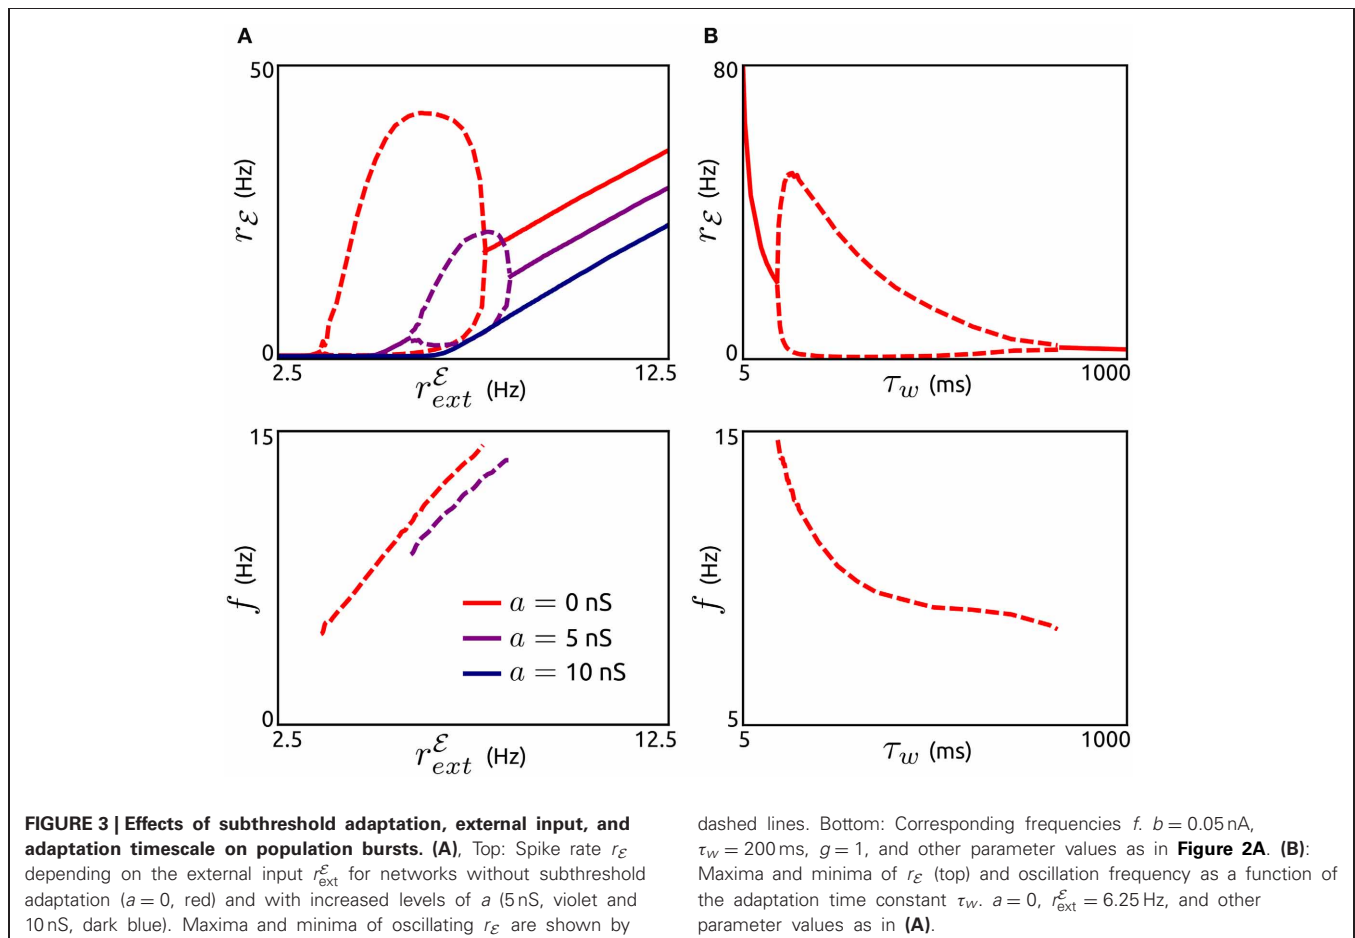 A
B
50
r_ℰ (Hz)
0
2.5
12.5
r^ℰ_ext (Hz)
80
r_ℰ (Hz)
0
5
1000
τ_w (ms)
15
f (Hz)
a = 0 nS
a = 5 nS
a = 10 nS
0
2.5
12.5
r^ℰ_ext (Hz)
15
f (Hz)
5
5
1000
τ_w (ms)
FIGURE 3 | Effects of subthreshold adaptation, external input, and
adaptation timescale on population bursts. (A), Top: Spike rate r_ℰ
depending on the external input r^ℰ_ext for networks without subthreshold
adaptation (a = 0, red) and with increased levels of a (5 nS, violet and
10 nS, dark blue). Maxima and minima of oscillating r_ℰ are shown by
dashed lines. Bottom: Corresponding frequencies f. b = 0.05 nA,
τ_w = 200 ms, g = 1, and other parameter values as in Figure 2A. (B):
Maxima and minima of r_ℰ (top) and oscillation frequency as a function of
the adaptation time constant τ_w. a = 0, r^ℰ_ext = 6.25 Hz, and other
parameter values as in (A).